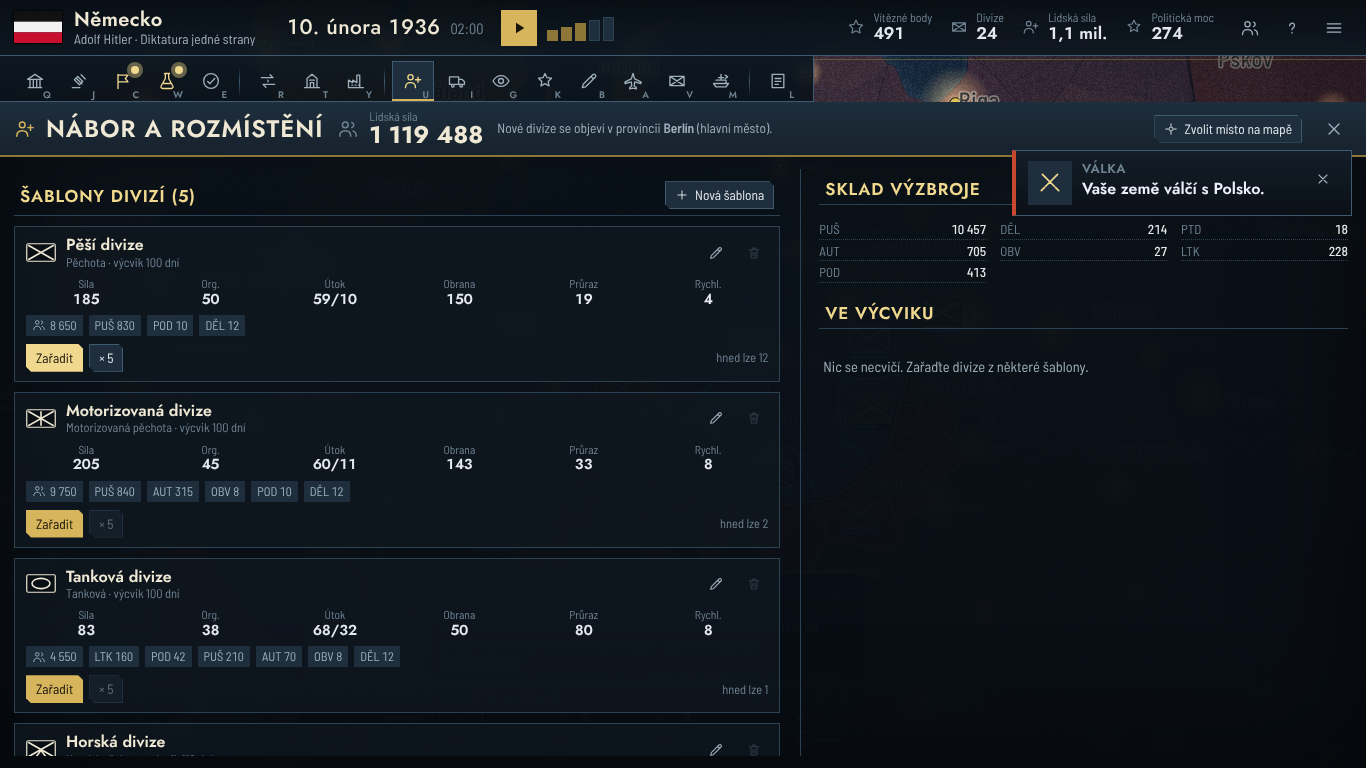 Německo
Adolf Hitler · Diktatura jedné strany
10. února 1936 02:00
Vítězné body
491
Divize
24
Lidská síla
1,1 mil.
Politická moc
274
?
Q J C W E R T Y U I G K B A V M L
Pskov
Riga
NÁBOR A ROZMÍSTĚNÍ
Lidská síla
1 119 488
Nové divize se objeví v provincii Berlín (hlavní město).
Zvolit místo na mapě
VÁLKA
Vaše země válčí s Polsko.
ŠABLONY DIVIZÍ (5)
Nová šablona
Pěší divize
Pěchota · výcvik 100 dní
Síla Org. Útok Obrana Průraz Rychl.
185 50 59/10 150 19 4
8 650 PUŠ 830 POD 10 DĚL 12
Zařadit × 5 hned lze 12
Motorizovaná divize
Motorizovaná pěchota · výcvik 100 dní
Síla Org. Útok Obrana Průraz Rychl.
205 45 60/11 143 33 8
9 750 PUŠ 840 AUT 315 OBV 8 POD 10 DĚL 12
Zařadit × 5 hned lze 2
Tanková divize
Tanková · výcvik 100 dní
Síla Org. Útok Obrana Průraz Rychl.
83 38 68/32 50 80 8
4 550 LTK 160 POD 42 PUŠ 210 AUT 70 OBV 8 DĚL 12
Zařadit × 5 hned lze 1
Horská divize
SKLAD VÝZBROJE
PUŠ 10 457 DĚL 214 PTD 18
AUT 705 OBV 27 LTK 228
POD 413
VE VÝCVIKU
Nic se necvičí. Zařaďte divize z některé šablony.